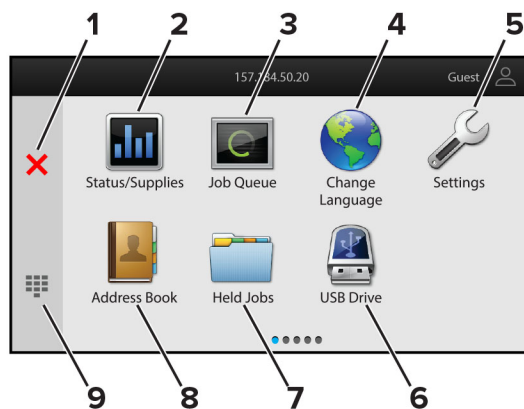 1 2 3 4 5
157.184.50.20 Guest
Status/Supplies Job Queue Change Settings
Language
Address Book Held Jobs USB Drive
9 8 7 6